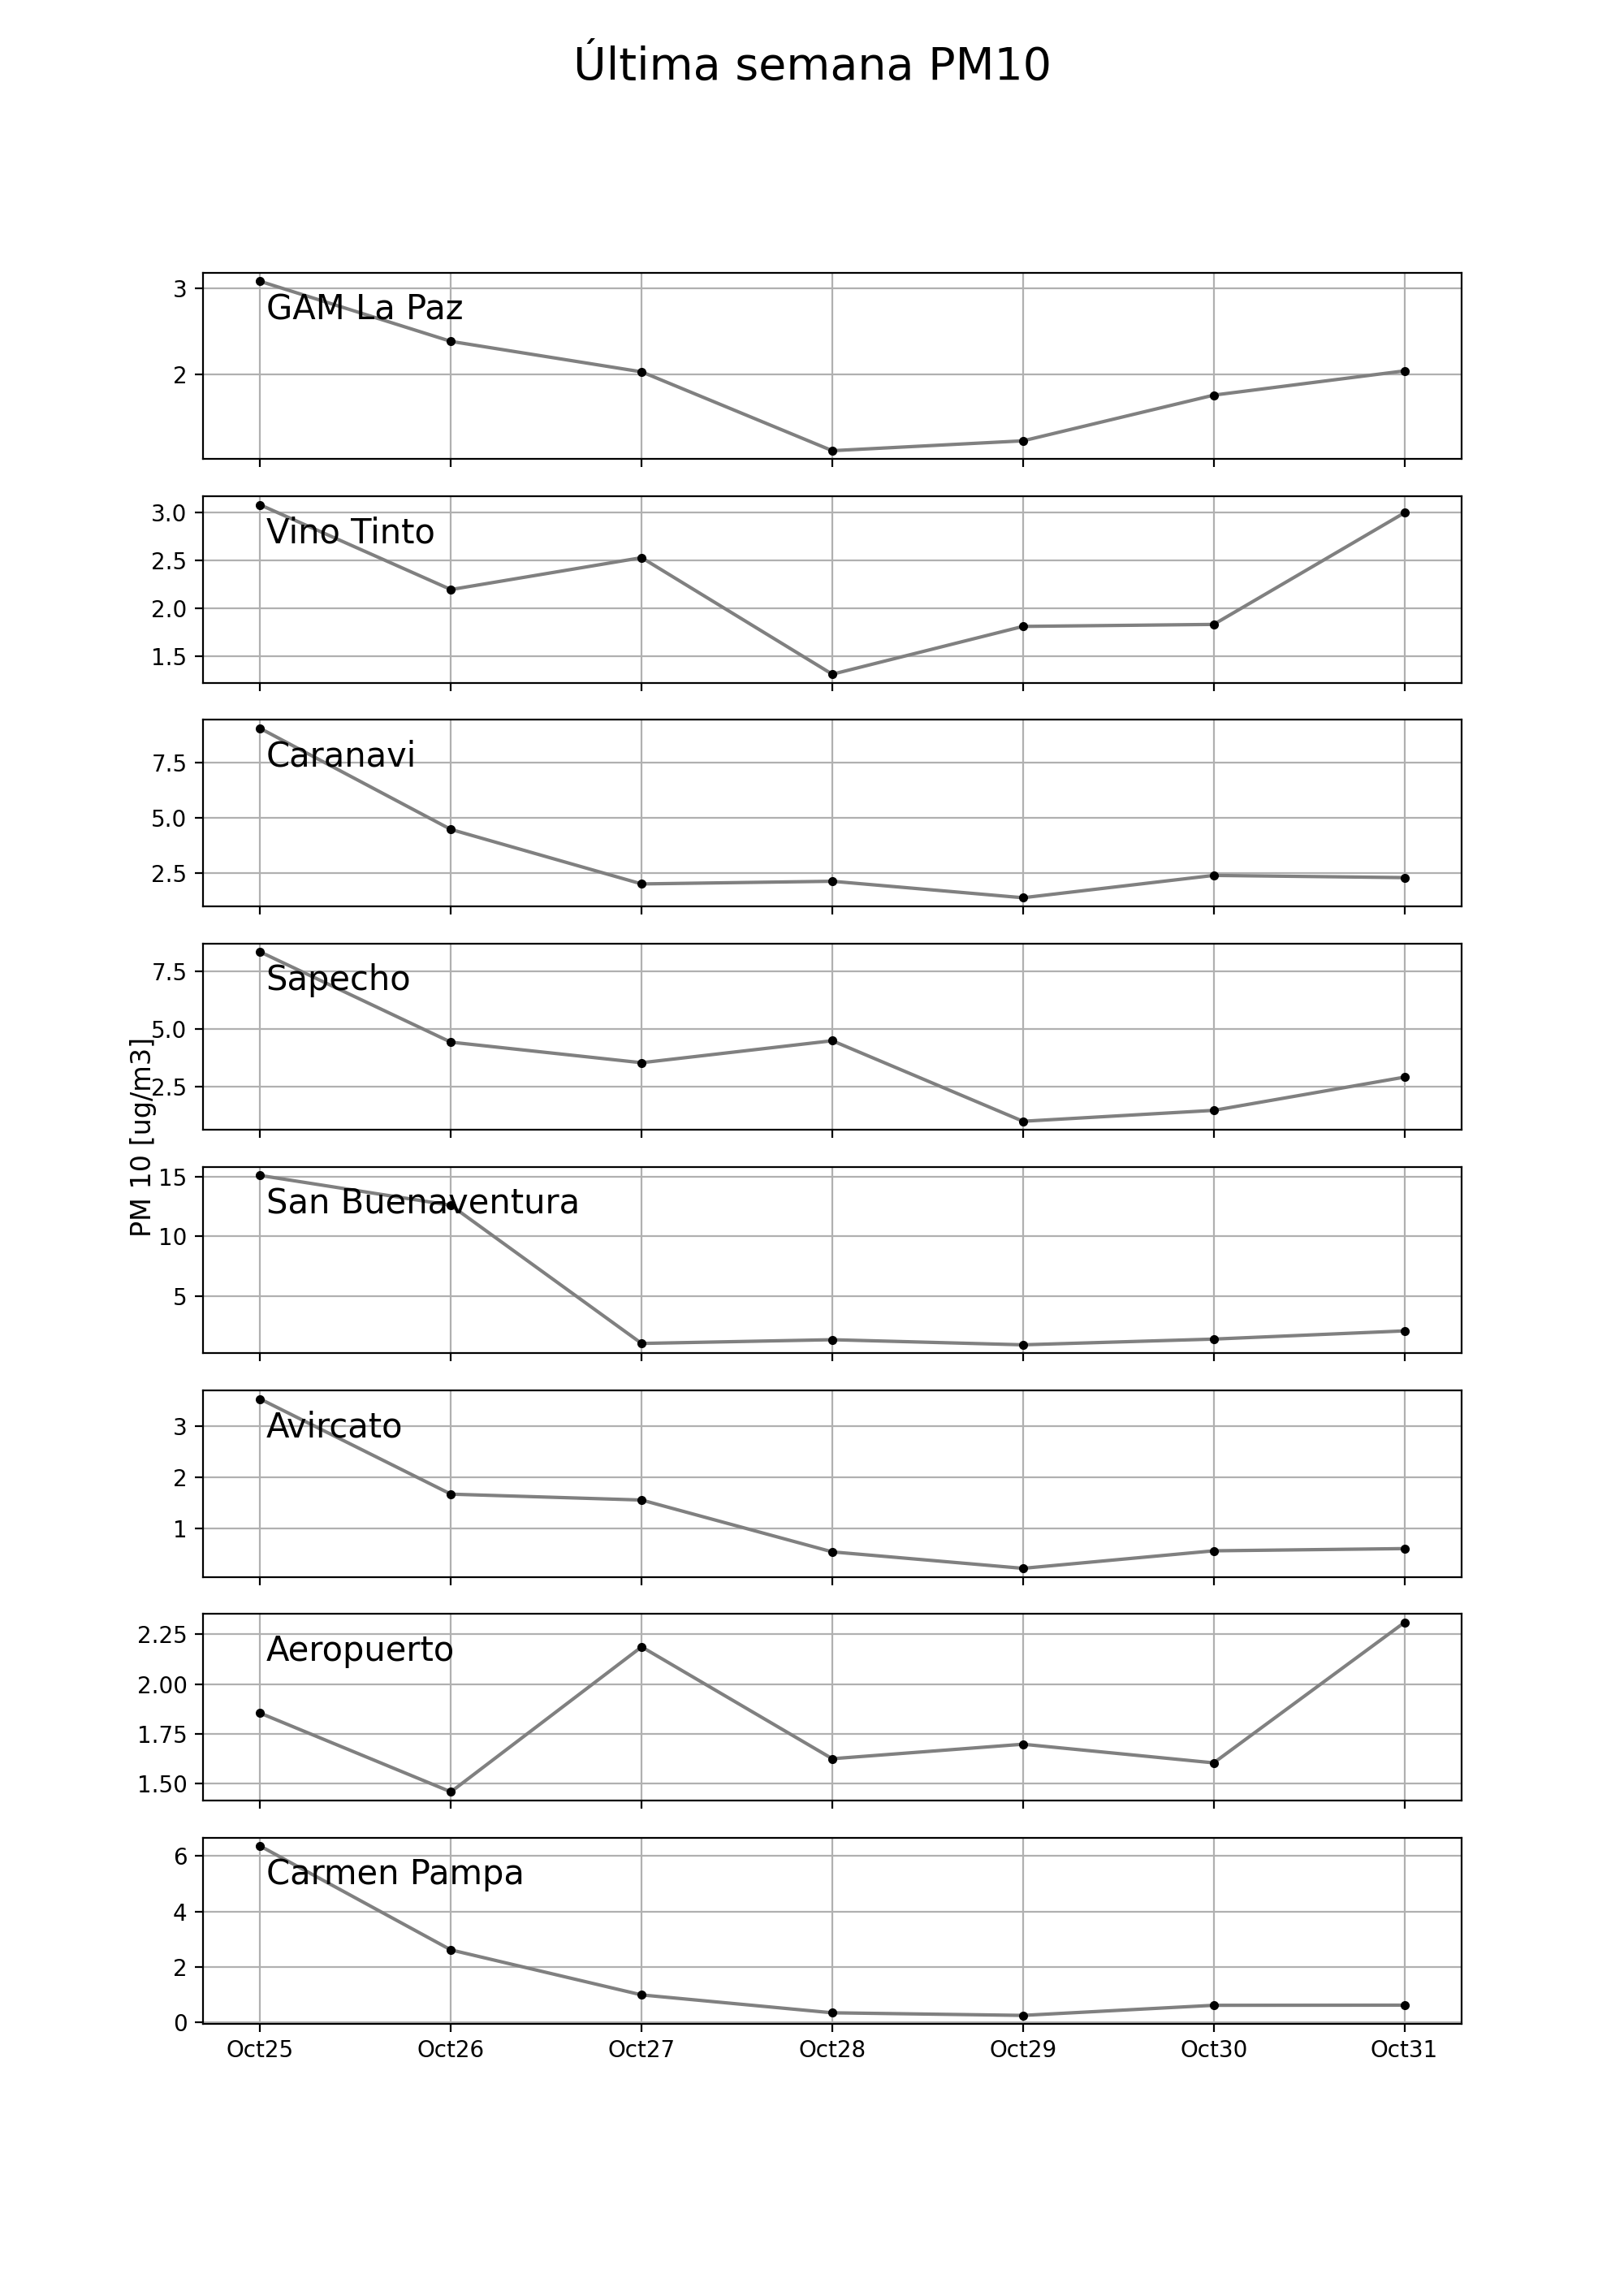 Última semana PM10
3
GAM La Paz
2
3.0
Vino Tinto
2.5
2.0
1.5
Caranavi
7.5
5.0
2.5
7.5
Sapecho
5.0
2.5
PM 10 [ug/m3]
15
San Buenaventura
10
5
3
Avircato
2
1
2.25
Aeropuerto
2.00
1.75
1.50
6
Carmen Pampa
4
2
0
Oct25 Oct26 Oct27 Oct28 Oct29 Oct30 Oct31